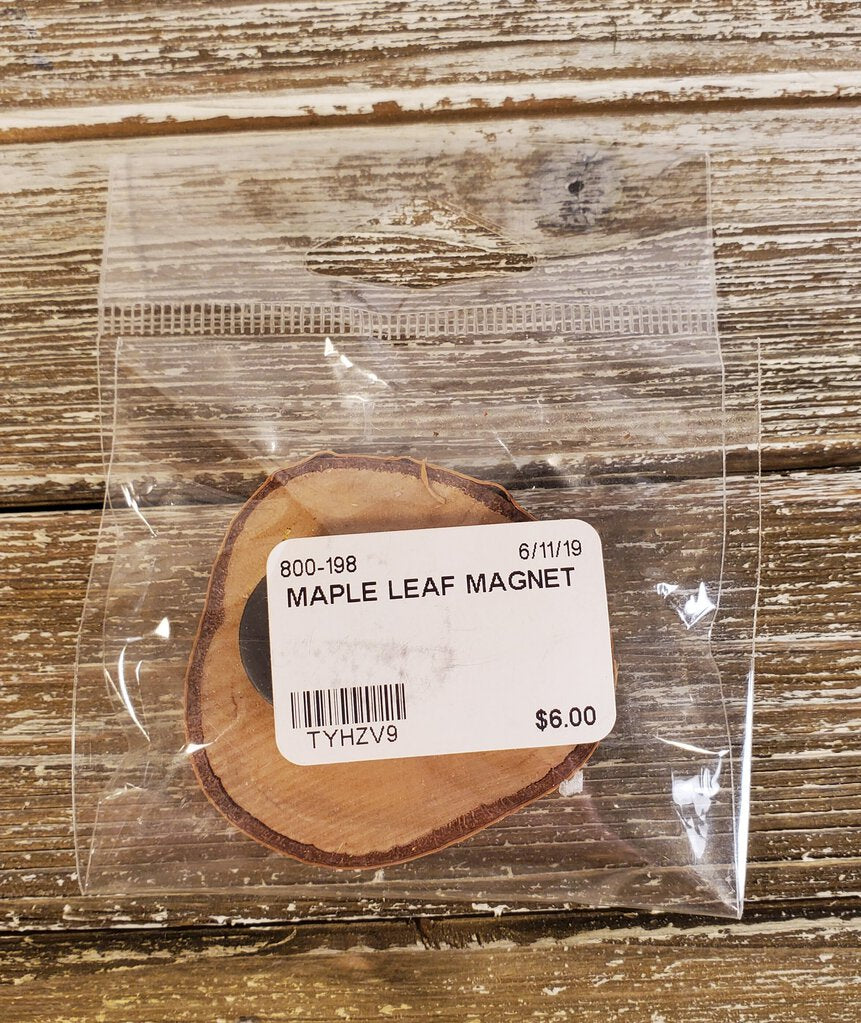 800-198 6/11/19
MAPLE LEAF MAGNET
TYHZV9 $6.00